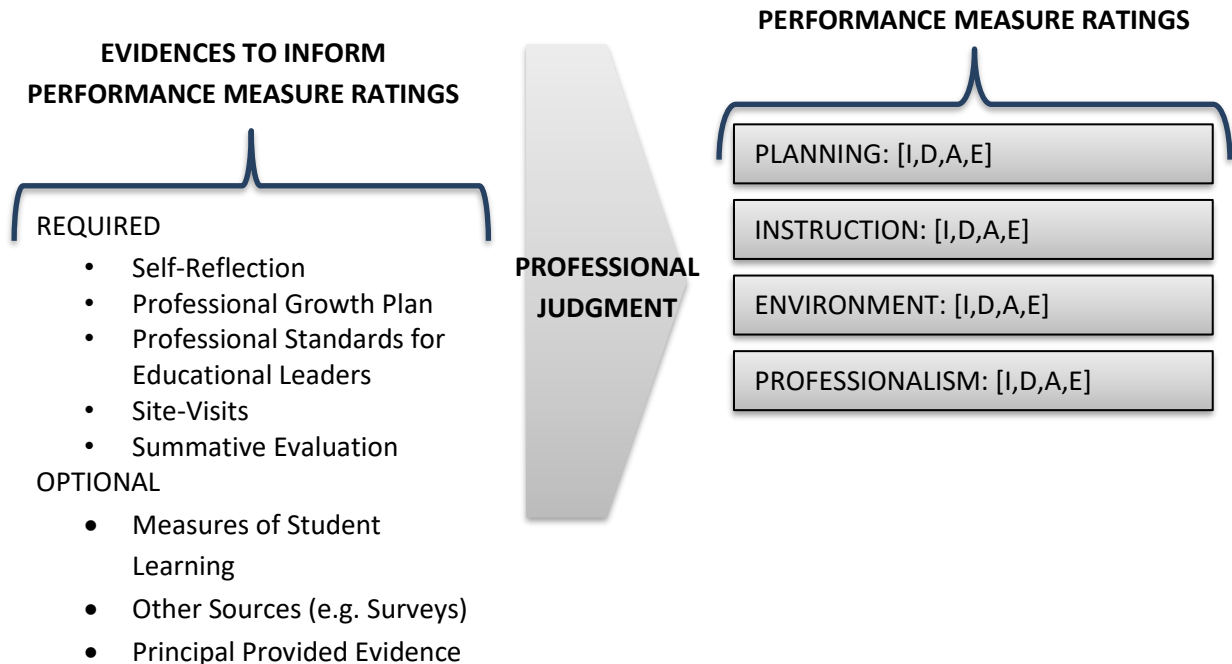 EVIDENCES TO INFORM
PERFORMANCE MEASURE RATINGS
REQUIRED
• Self-Reflection
• Professional Growth Plan
• Professional Standards for
Educational Leaders
• Site-Visits
• Summative Evaluation
OPTIONAL
• Measures of Student
Learning
• Other Sources (e.g. Surveys)
• Principal Provided Evidence
PROFESSIONAL
JUDGMENT
PERFORMANCE MEASURE RATINGS
PLANNING: [I,D,A,E]
INSTRUCTION: [I,D,A,E]
ENVIRONMENT: [I,D,A,E]
PROFESSIONALISM: [I,D,A,E]